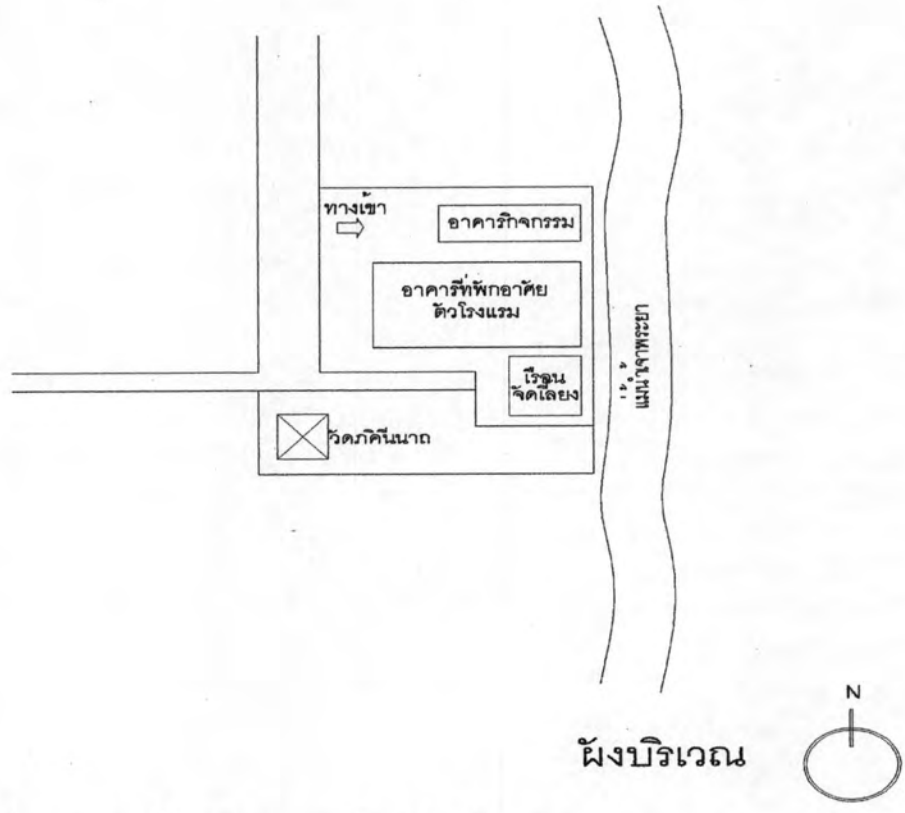 ทางเข้า
อาคารกิจกรรม
อาคารที่พักอาศัย
ตัวโรงแรม
เรือน
จัดเลี้ยง
แม่น้ำเจ้าพระยา
วัดภคินีนาถ
N
ผังบริเวณ